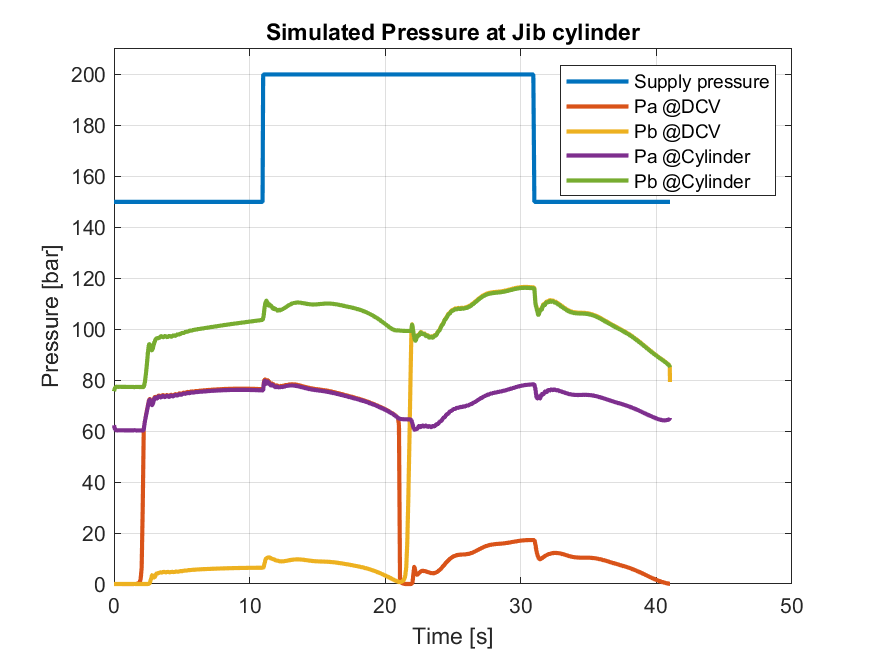 Simulated Pressure at Jib cylinder
Supply pressure
Pa @DCV
Pb @DCV
Pa @Cylinder
Pb @Cylinder
Pressure [bar]
200
180
160
140
120
100
80
60
40
20
0
0 10 20 30 40 50
Time [s]